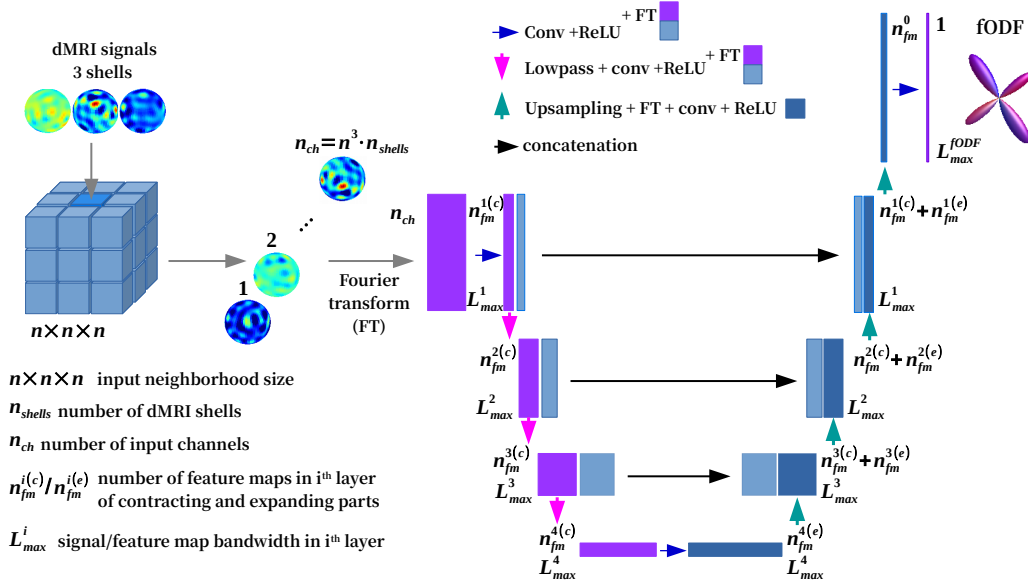 dMRI signals
3 shells
n×n×n
n_ch=n^3·n_shells
2
1
...
Fourier
transform
(FT)
Conv +ReLU + FT
Lowpass + conv +ReLU + FT
Upsampling + FT + conv + ReLU
concatenation
n_ch
n_fm^1(c)
L_max^1
n_fm^2(c)
L_max^2
n_fm^3(c)
L_max^3
n_fm^4(c)
L_max^4
n_fm^4(e)
L_max^4
n_fm^3(c)+n_fm^3(e)
L_max^3
n_fm^2(c)+n_fm^2(e)
L_max^2
n_fm^1(c)+n_fm^1(e)
L_max^1
n_fm^0
1
fODF
L_max^fODF
n×n×n input neighborhood size
n_shells number of dMRI shells
n_ch number of input channels
n_fm^i(c)/n_fm^i(e) number of feature maps in i^th layer
of contracting and expanding parts
L_max^i signal/feature map bandwidth in i^th layer